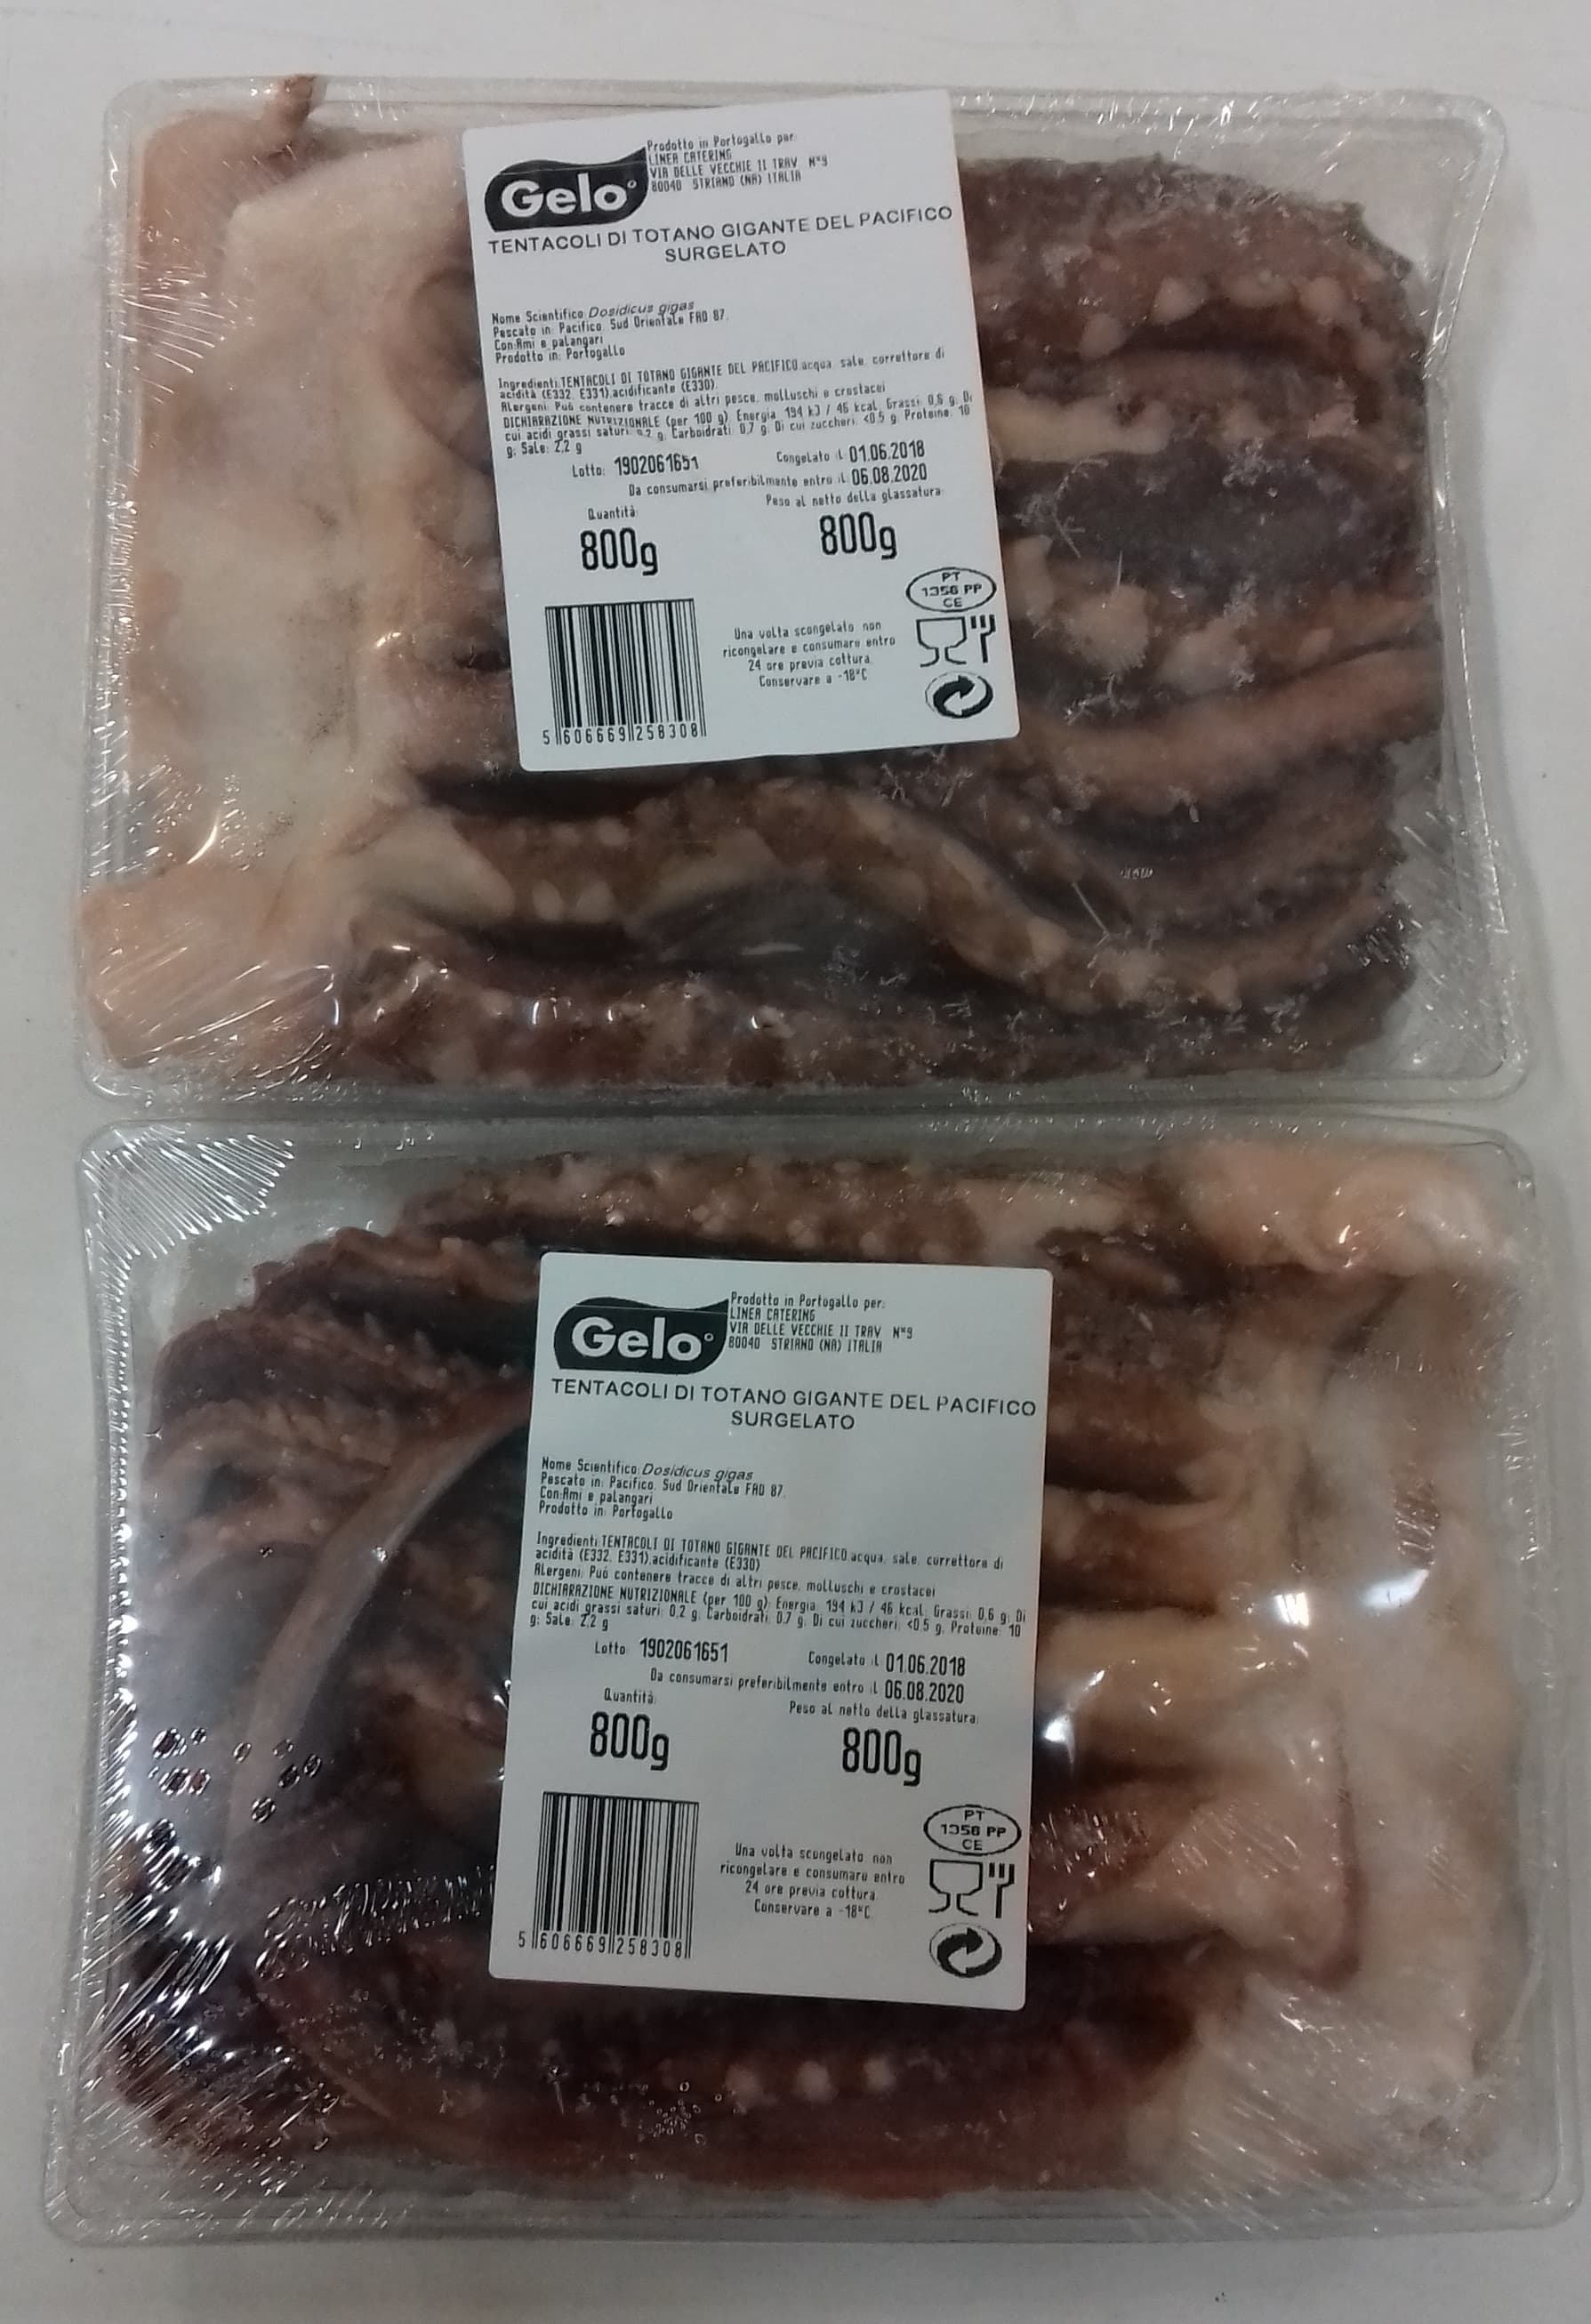 Gelo
Prodotto in Portogallo per:
LINEA CATERING
VIA DELLE VECCHIE II TRAV N°9
80040 STRIANO (NA) ITALIA
TENTACOLI DI TOTANO GIGANTE DEL PACIFICO
SURGELATO
Nome Scientifico: Dosidicus gigas
Pescato in: Pacifico, Sud Orientale FAO 87.
Con:Ami e palangari
Prodotto in: Portogallo
Ingredienti:TENTACOLI DI TOTANO GIGANTE DEL PACIFICO,acqua, sale, correttore di
acidità (E332, E331),acidificante (E330)
ALergeni: Puó contenere tracce di altri pesce, molluschi e crostacei
DICHIARAZIONE NUTRIZIONALE (per 100 g): Energia: 194 kJ / 46 kcal, Grassi: 0,6 g; Di
cui acidi grassi saturi: 0,2 g; Carboidrati: 0,7 g; Di cui zuccheri: <0,5 g, Proteine: 10
g; Sale: 2,2 g
Lotto: 1902061651
Congelato il 01.06.2018
Da consumarsi preferibilmente entro il 06.08.2020
Quantità:
Peso al netto della glassatura:
800g
800g
PT
1356 PP
CE
Una volta scongelato non
ricongelare e consumare entro
24 ore previa cottura.
Conservare a -18°C
5 606669 258308
Gelo
Prodotto in Portogallo per:
LINEA CATERING
VIA DELLE VECCHIE II TRAV N°9
80040 STRIANO (NA) ITALIA
TENTACOLI DI TOTANO GIGANTE DEL PACIFICO
SURGELATO
Nome Scientifico: Dosidicus gigas
Pescato in: Pacifico, Sud Orientale FAO 87.
Con:Ami e palangari
Prodotto in: Portogallo
Ingredienti:TENTACOLI DI TOTANO GIGANTE DEL PACIFICO,acqua, sale, correttore di
acidità (E332, E331),acidificante (E330)
ALergeni: Puó contenere tracce di altri pesce, molluschi e crostacei
DICHIARAZIONE NUTRIZIONALE (per 100 g): Energia: 194 kJ / 46 kcal, Grassi: 0,6 g; Di
cui acidi grassi saturi: 0,2 g; Carboidrati: 0,7 g; Di cui zuccheri: <0,5 g, Proteine: 10
g; Sale: 2,2 g
Lotto: 1902061651
Congelato il 01.06.2018
Da consumarsi preferibilmente entro il 06.08.2020
Quantità:
Peso al netto della glassatura:
800g
800g
PT
1356 PP
CE
Una volta scongelato non
ricongelare e consumare entro
24 ore previa cottura.
Conservare a -18°C
5 606669 258308